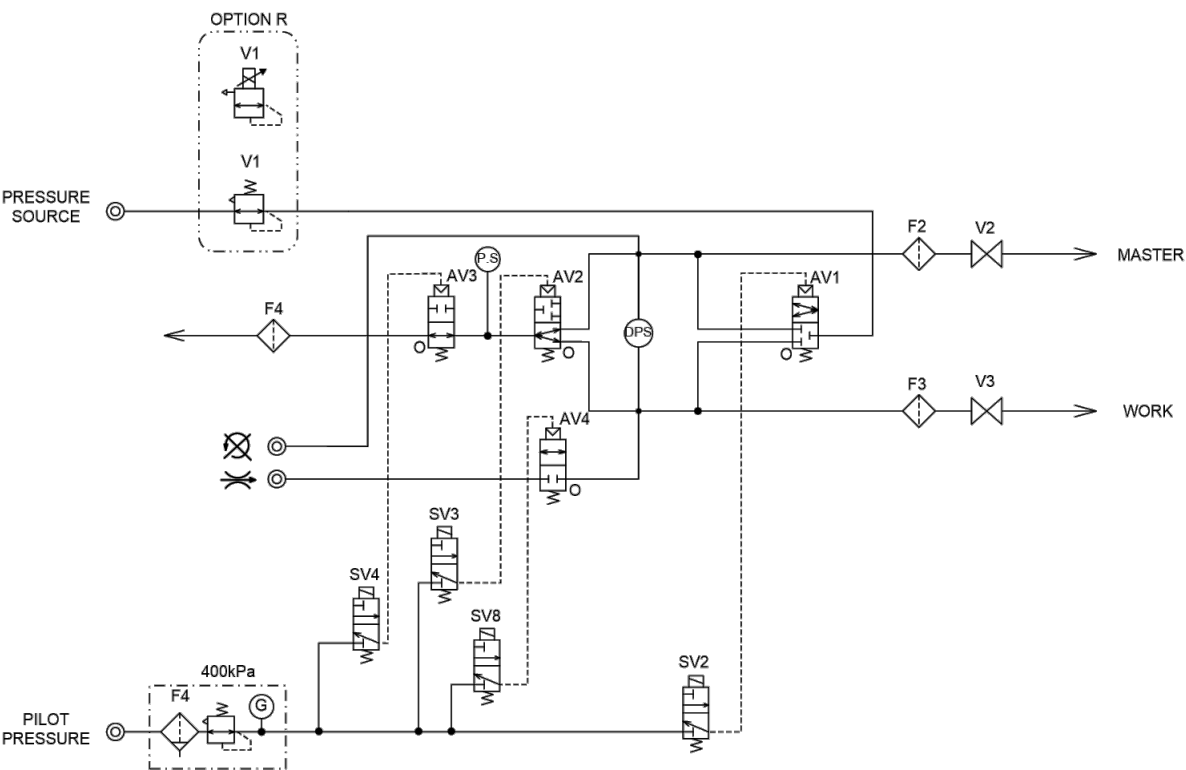 OPTION R
V1
V1
PRESSURE
SOURCE
F2
V2
MASTER
P.S
AV3
AV2
AV1
F4
O
O
DPS
O
F3
V3
WORK
AV4
O
SV3
SV4
SV8
SV2
400kPa
F4
G
PILOT
PRESSURE